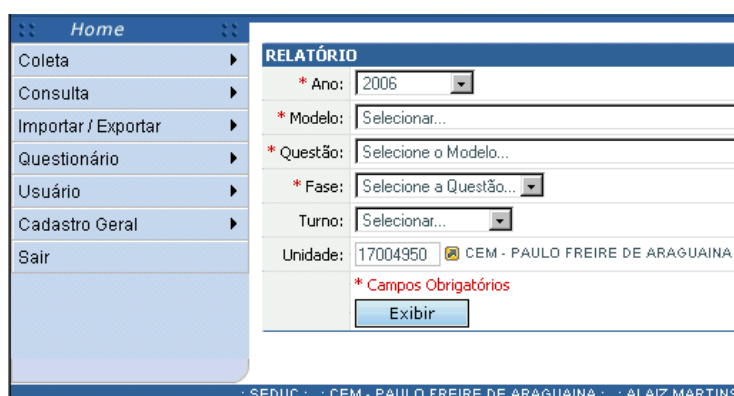 Home
Coleta
Consulta
Importar / Exportar
Questionário
Usuário
Cadastro Geral
Sair
RELATÓRIO
* Ano: 2006
* Modelo: Selecionar...
* Questão: Selecione o Modelo...
* Fase: Selecione a Questão...
Turno: Selecionar...
Unidade: 17004950 CEM - PAULO FREIRE DE ARAGUAINA
* Campos Obrigatórios
Exibir
: SEDUC : : CEM - PAULO FREIRE DE ARAGUAINA : : ALAIZ MARTINS